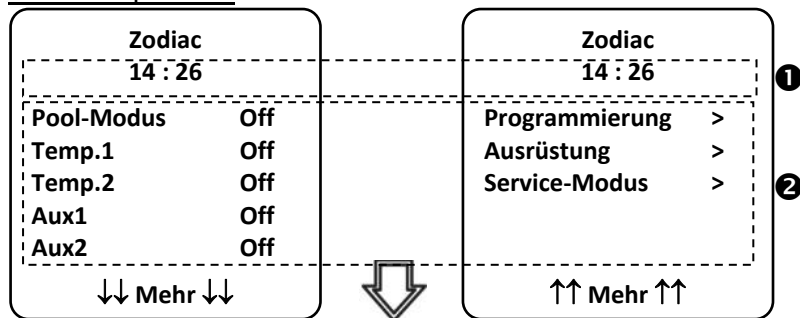 Zodiac
14 : 26
Pool-Modus Off
Temp.1 Off
Temp.2 Off
Aux1 Off
Aux2 Off
↓↓ Mehr ↓↓
Zodiac
14 : 26
Programmierung >
Ausrüstung >
Service-Modus >
↑↑ Mehr ↑↑
❶
❷